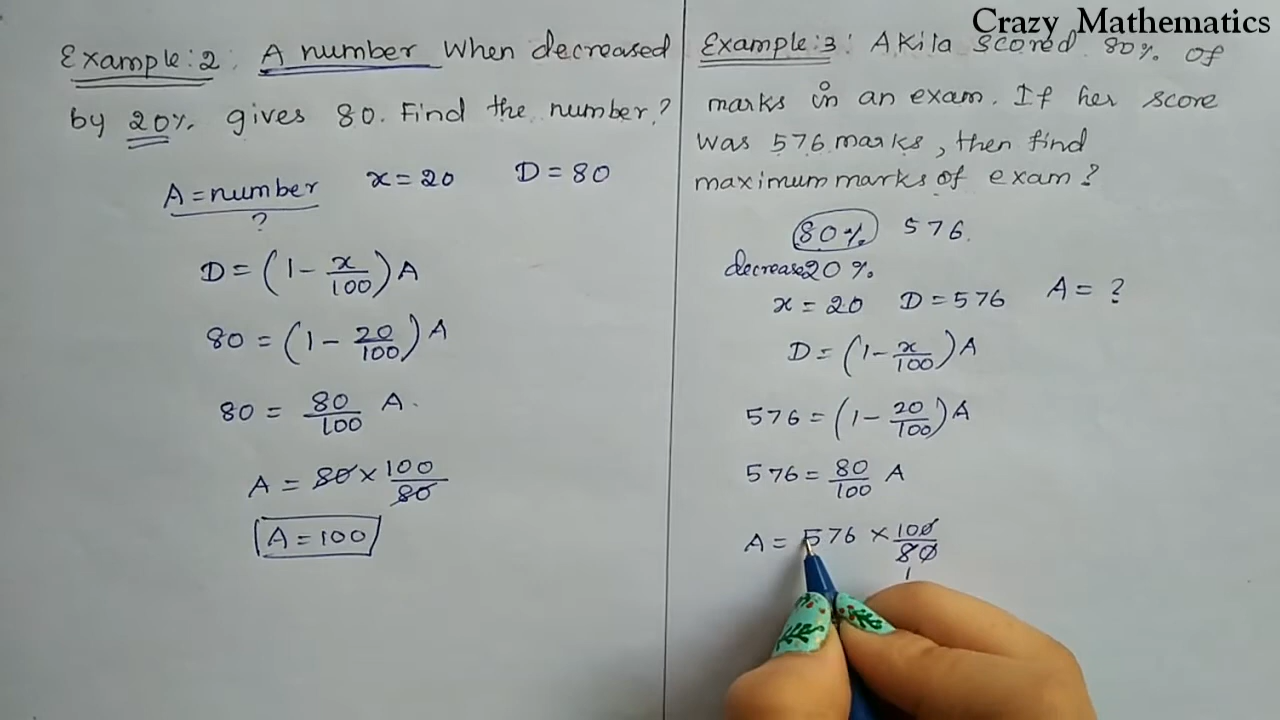 Crazy Mathematics
Example:2: A number when decreased
by 20% gives 80. Find the number?
A = number x = 20 D = 80
?
D = (1 - x/100) A
80 = (1 - 20/100) A
80 = 80/100 A.
A = 80 × 100/80
A = 100
Example:3: Akila scored 80% of
marks in an exam. If her score
was 576 marks, then find
maximum marks of exam?
80% 576.
decrease 20%.
x = 20 D = 576 A = ?
D = (1 - x/100) A
576 = (1 - 20/100) A
576 = 80/100 A
A = 576 × 100/80
1